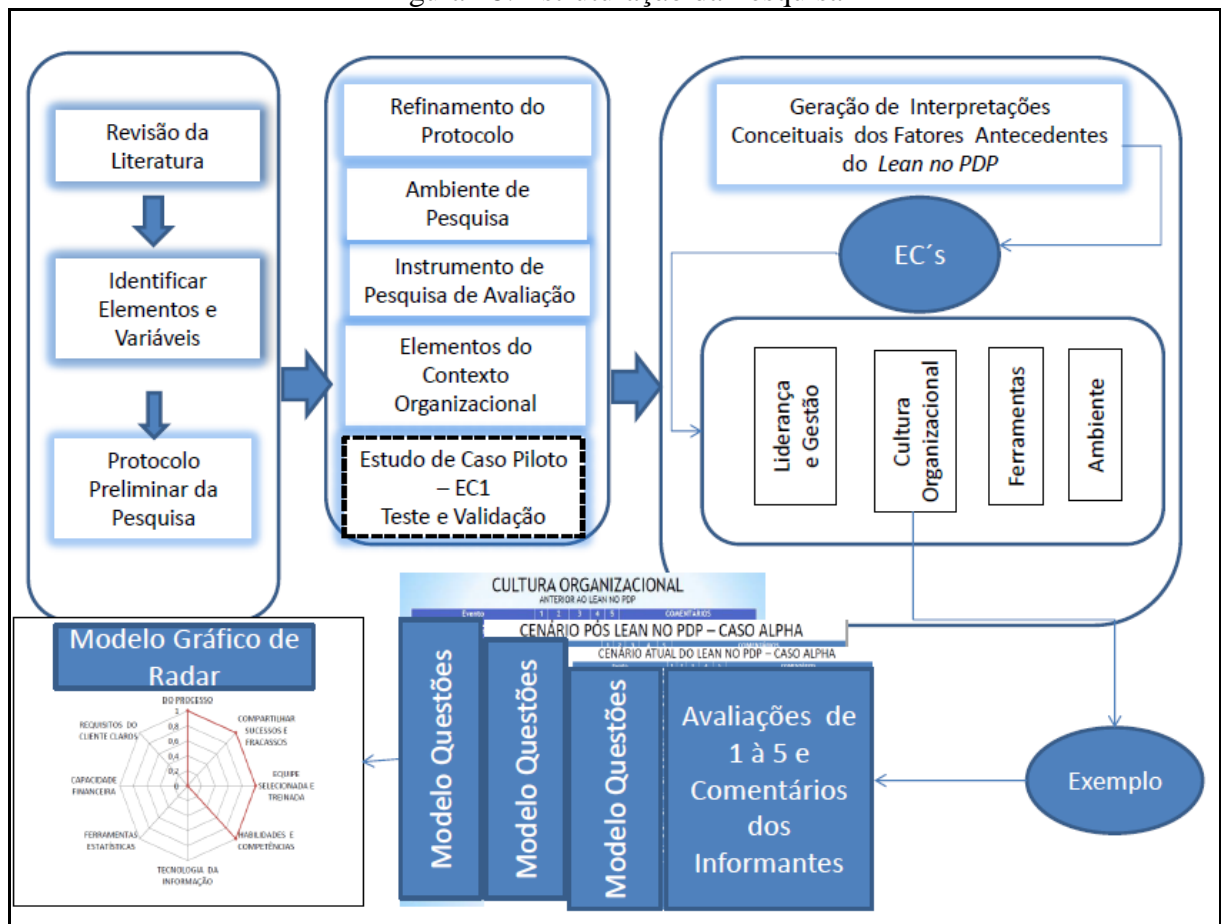 Revisão da
Literatura
Identificar
Elementos e
Variáveis
Protocolo
Preliminar da
Pesquisa
Refinamento do
Protocolo
Ambiente de
Pesquisa
Instrumento de
Pesquisa de Avaliação
Elementos do
Contexto
Organizacional
Estudo de Caso Piloto
– EC1
Teste e Validação
Geração de Interpretações
Conceituais dos Fatores Antecedentes
do Lean no PDP
EC´s
Liderança
e Gestão
Cultura
Organizacional
Ferramentas
Ambiente
CULTURA ORGANIZACIONAL
ANTERIOR AO LEAN NO PDP
Evento 1 2 3 4 5 COMENTÁRIOS
CENÁRIO PÓS LEAN NO PDP – CASO ALPHA
CENÁRIO ATUAL DO LEAN NO PDP – CASO ALPHA
Modelo Questões
Modelo Questões
Modelo Questões
Avaliações de
1 à 5 e
Comentários
dos
Informantes
Exemplo
Modelo Gráfico de
Radar
DO PROCESSO
COMPARTILHAR
SUCESSOS E
FRACASSOS
EQUIPE
SELECIONADA E
TREINADA
HABILIDADES E
COMPETÊNCIAS
TECNOLOGIA DA
INFORMAÇÃO
FERRAMENTAS
ESTATÍSTICAS
CAPACIDADE
FINANCEIRA
REQUISITOS DO
CLIENTE CLAROS
1
0,8
0,6
0,4
0,2
0